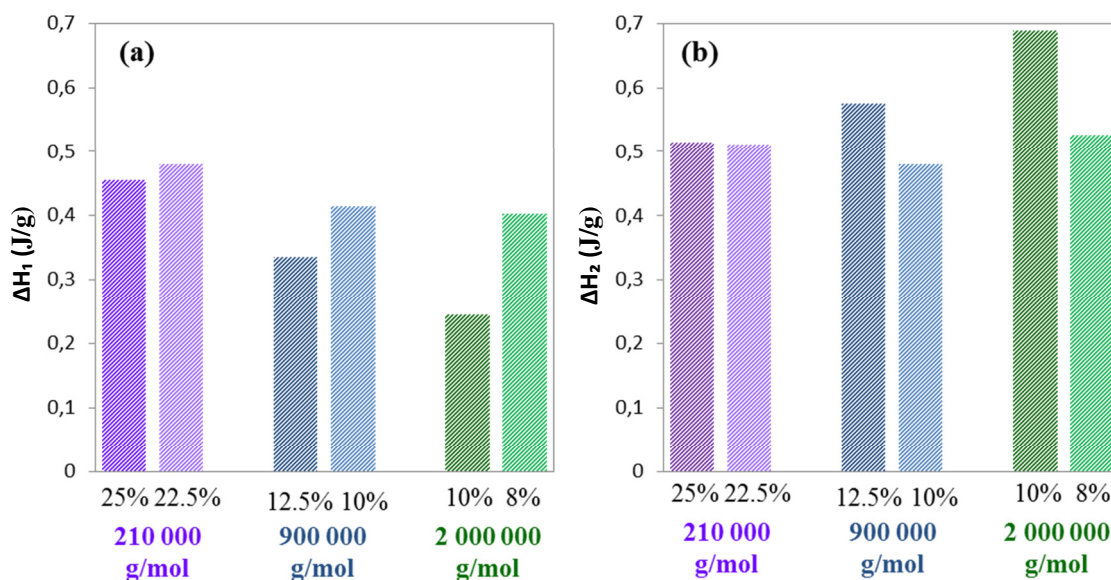 (a)
ΔH₁ (J/g)
0,7
0,6
0,5
0,4
0,3
0,2
0,1
0
25% 22.5% 12.5% 10% 10% 8%
210 000 900 000 2 000 000
g/mol g/mol g/mol
(b)
ΔH₂ (J/g)
0,7
0,6
0,5
0,4
0,3
0,2
0,1
0
25% 22.5% 12.5% 10% 10% 8%
210 000 900 000 2 000 000
g/mol g/mol g/mol